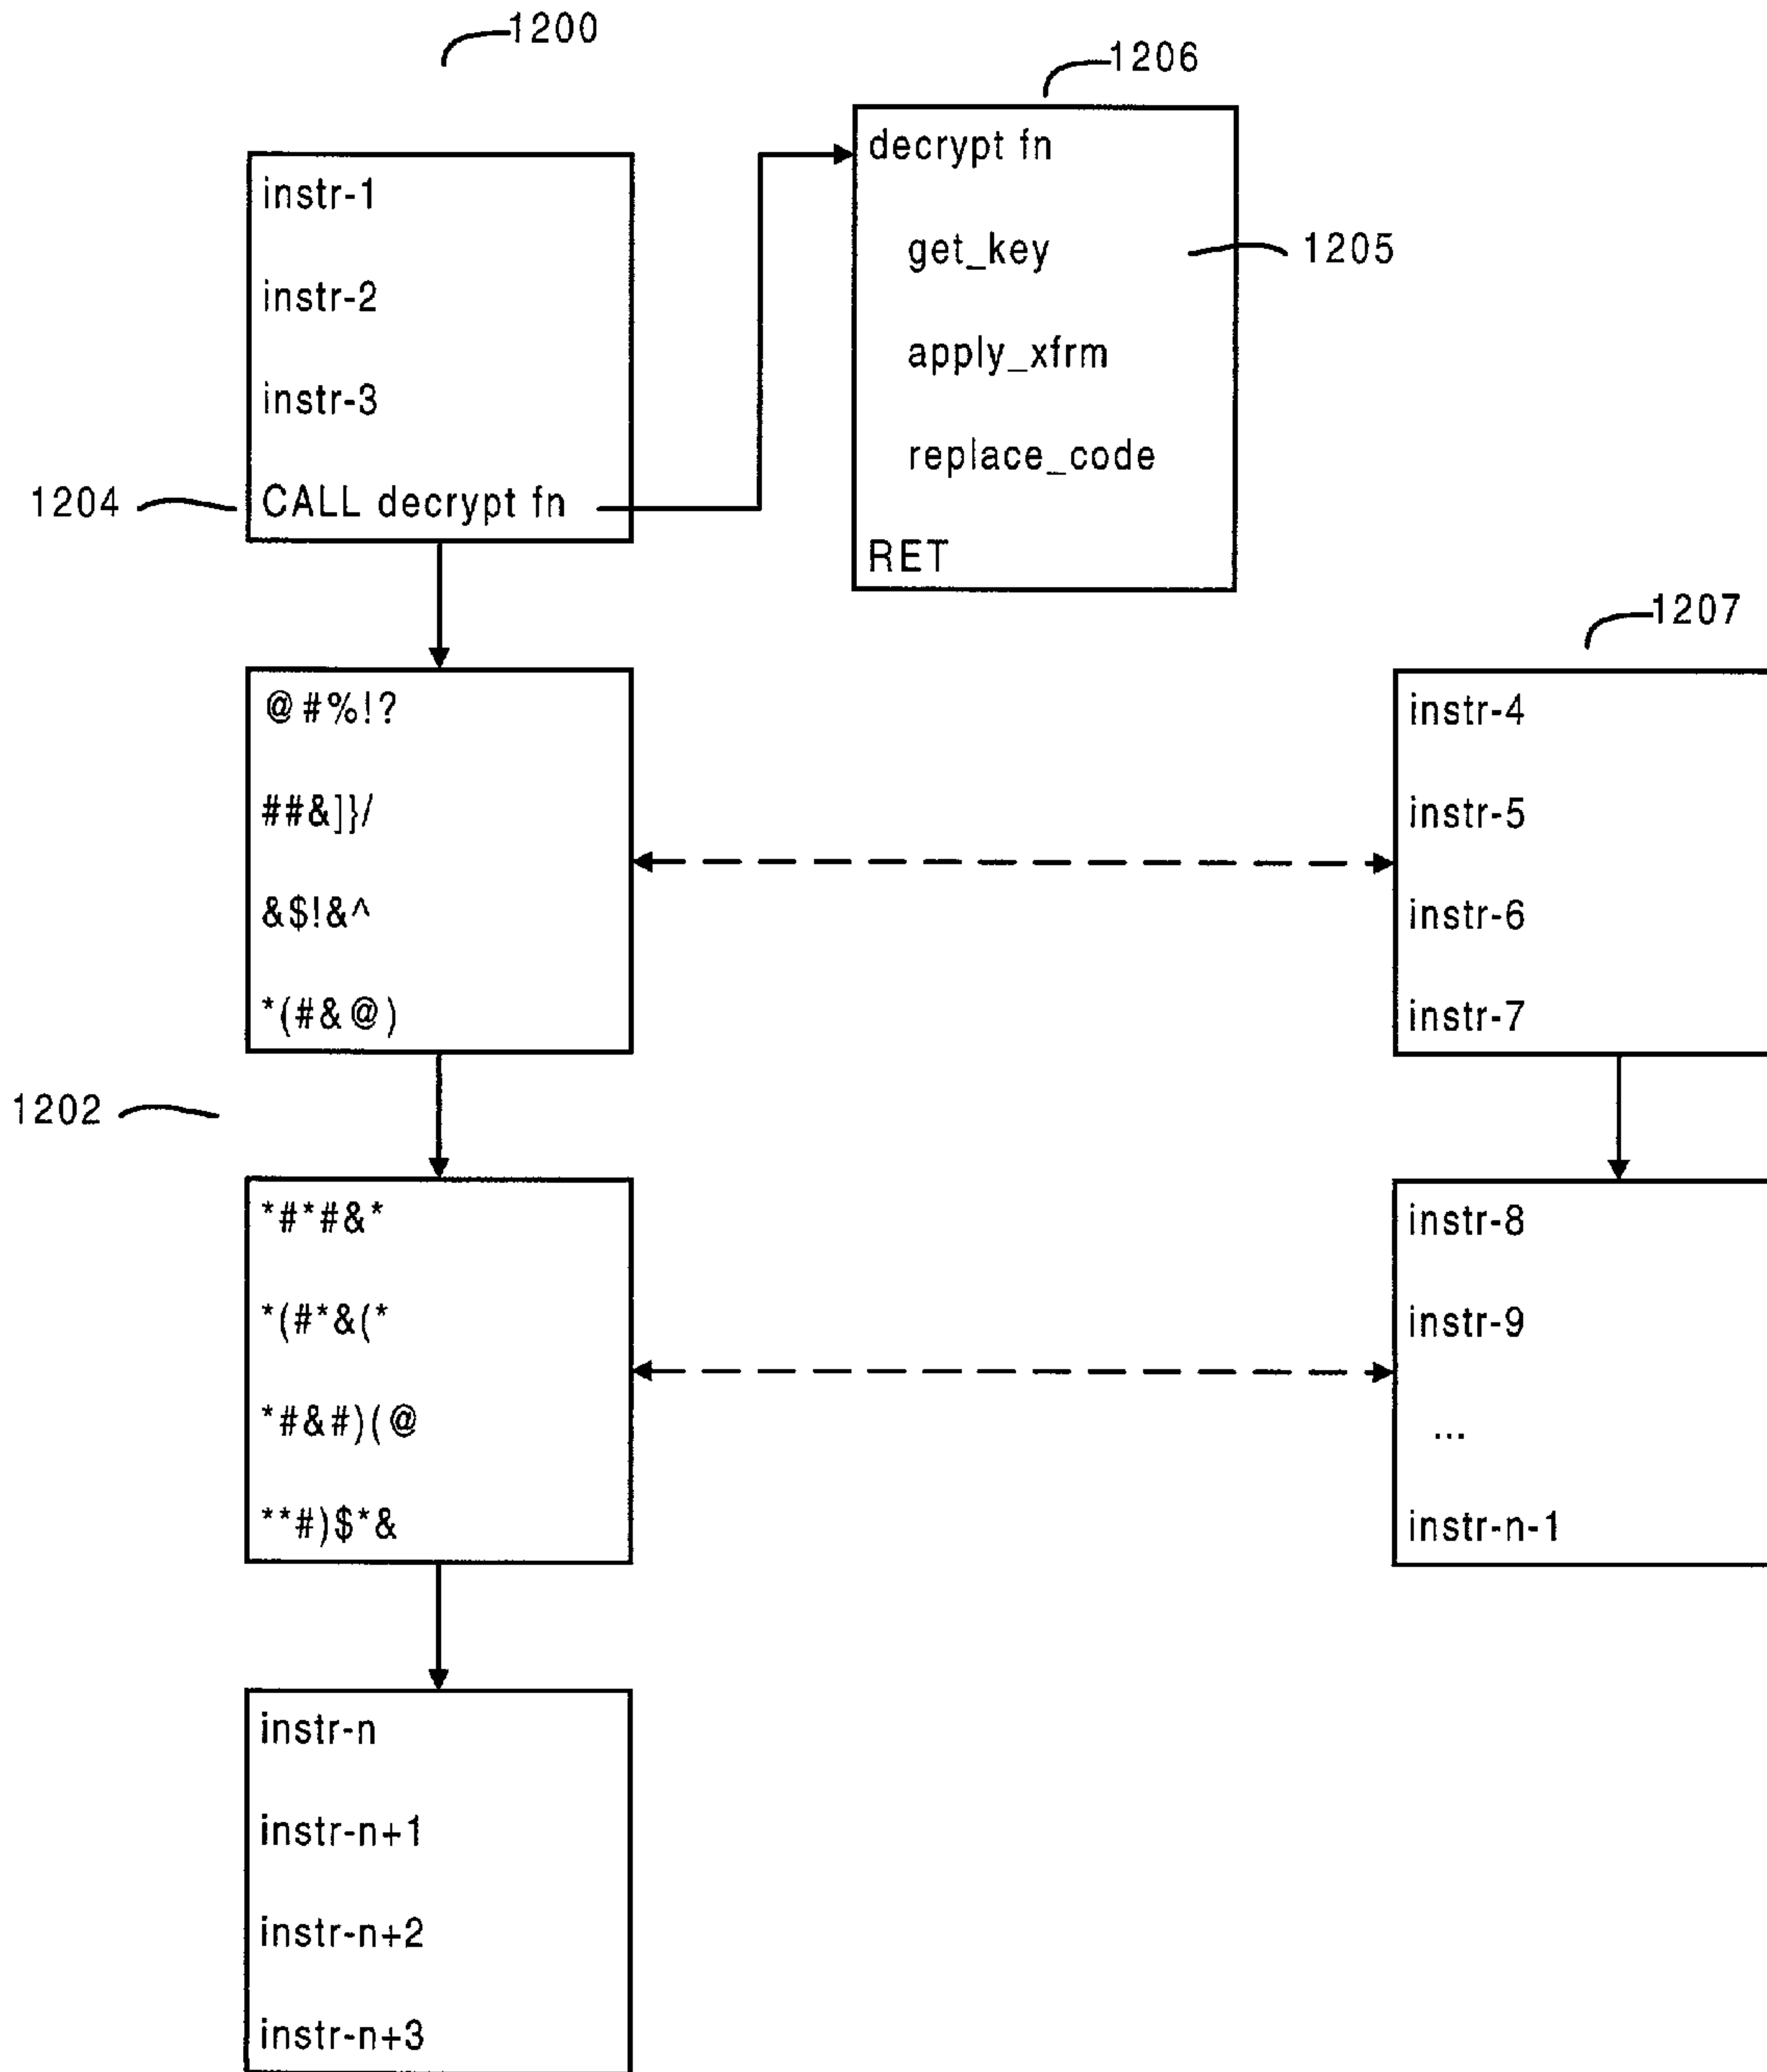 1200
instr-1
instr-2
instr-3
1204
CALL decrypt fn
1206
decrypt fn
get_key
1205
apply_xfrm
replace_code
RET
@#%!?
##&]}/
&$!&^
*(#&@)
1207
instr-4
instr-5
instr-6
instr-7
1202
*#*#&*
*(#*&(*
*#&#)(@
**#)$*&
instr-8
instr-9
...
instr-n-1
instr-n
instr-n+1
instr-n+2
instr-n+3